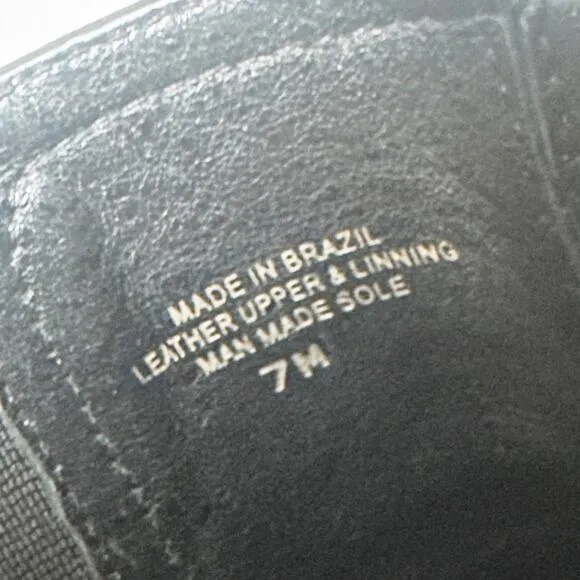 MADE IN BRAZIL
LEATHER UPPER & LINNING
MAN MADE SOLE
7M